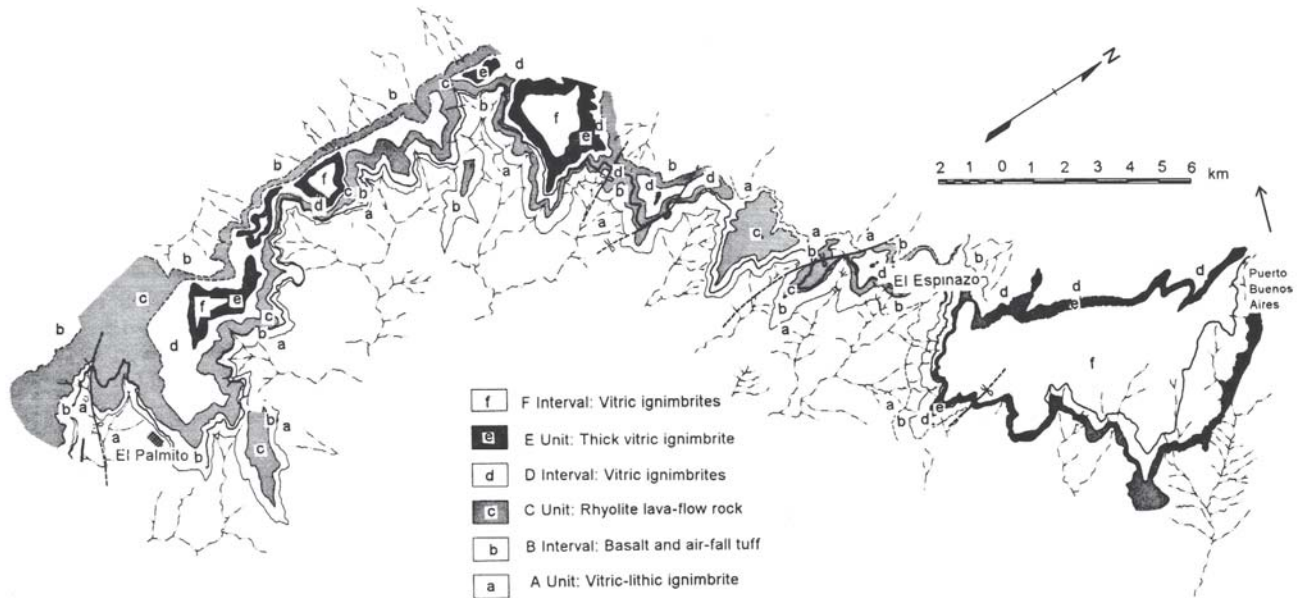 N
2 1 0 1 2 3 4 5 6 km
d
e
c
b
b
f
d
e
b
a
b
f
d
c
b
a
b
a
d
b
d
d
a
a
c
a
a
b
b
d
c
El Espinazo
b
a
b
d
d
d
e
Puerto
Buenos
Aires
f
b
c
b
f
e
d
c
b
a
b
a
b
a
El Palmito
b
b
a
c
a
b
d
e
f F Interval: Vitric ignimbrites
e E Unit: Thick vitric ignimbrite
d D Interval: Vitric ignimbrites
c C Unit: Rhyolite lava-flow rock
b B Interval: Basalt and air-fall tuff
a A Unit: Vitric-lithic ignimbrite